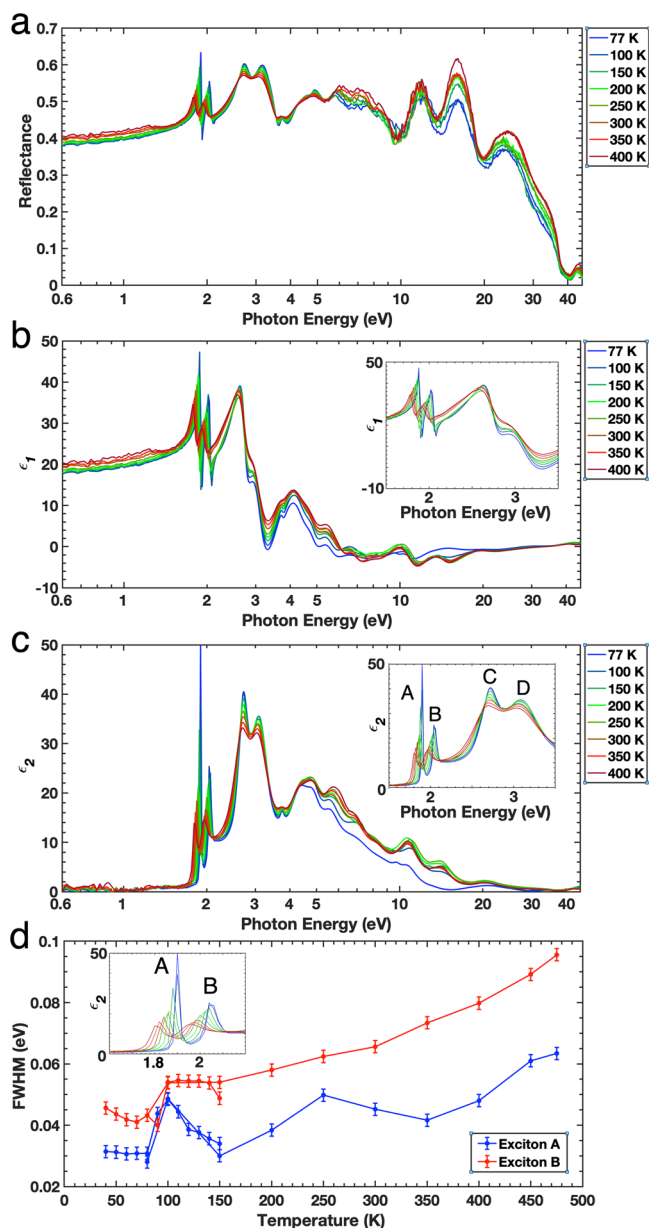 a
0.7
0.6
0.5
0.4
0.3
0.2
0.1
0
Reflectance
0.6 1 2 3 4 5 10 20 30 40
Photon Energy (eV)
77 K
100 K
150 K
200 K
250 K
300 K
350 K
400 K
b
50
40
30
20
10
0
-10
ϵ1
0.6 1 2 3 4 5 10 20 30 40
Photon Energy (eV)
50
-10
ϵ1
2 3
Photon Energy (eV)
77 K
100 K
150 K
200 K
250 K
300 K
350 K
400 K
c
50
40
30
20
10
0
ϵ2
0.6 1 2 3 4 5 10 20 30 40
Photon Energy (eV)
50
0
ϵ2
A
B
C
D
2 3
Photon Energy (eV)
77 K
100 K
150 K
200 K
250 K
300 K
350 K
400 K
d
0.1
0.08
0.06
0.04
0.02
FWHM (eV)
0 50 100 150 200 250 300 350 400 450 500
Temperature (K)
50
0
ϵ2
A
B
1.8 2
Exciton A
Exciton B